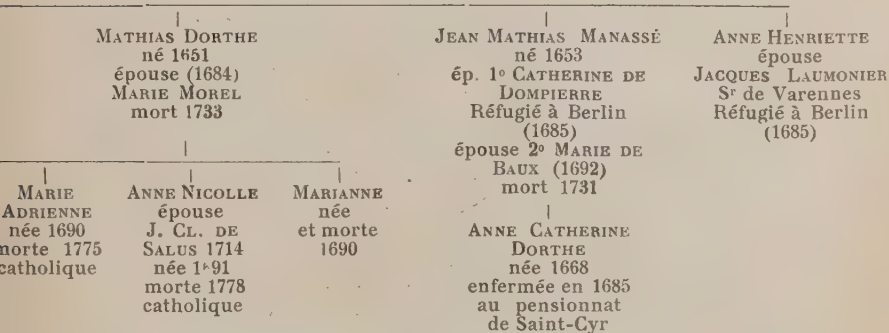 MATHIAS DORTHE
né 1651
épouse (1684)
MARIE MOREL
mort 1733
JEAN MATHIAS MANASSÉ
né 1653
ép. 1º CATHERINE DE
DOMPIERRE
Réfugié à Berlin
(1685)
épouse 2º MARIE DE
BAUX (1692)
mort 1731
ANNE HENRIETTE
épouse
JACQUES LAUMONIER
Sʳ de Varennes
Réfugié à Berlin
(1685)
MARIE
ADRIENNE
née 1690
morte 1775
catholique
ANNE NICOLLE
épouse
J. CL. DE
SALUS 1714
née 1691
morte 1778
catholique
MARIANNE
née
et morte
1690
ANNE CATHERINE
DORTHE
née 1668
enfermée en 1685
au pensionnat
de Saint-Cyr